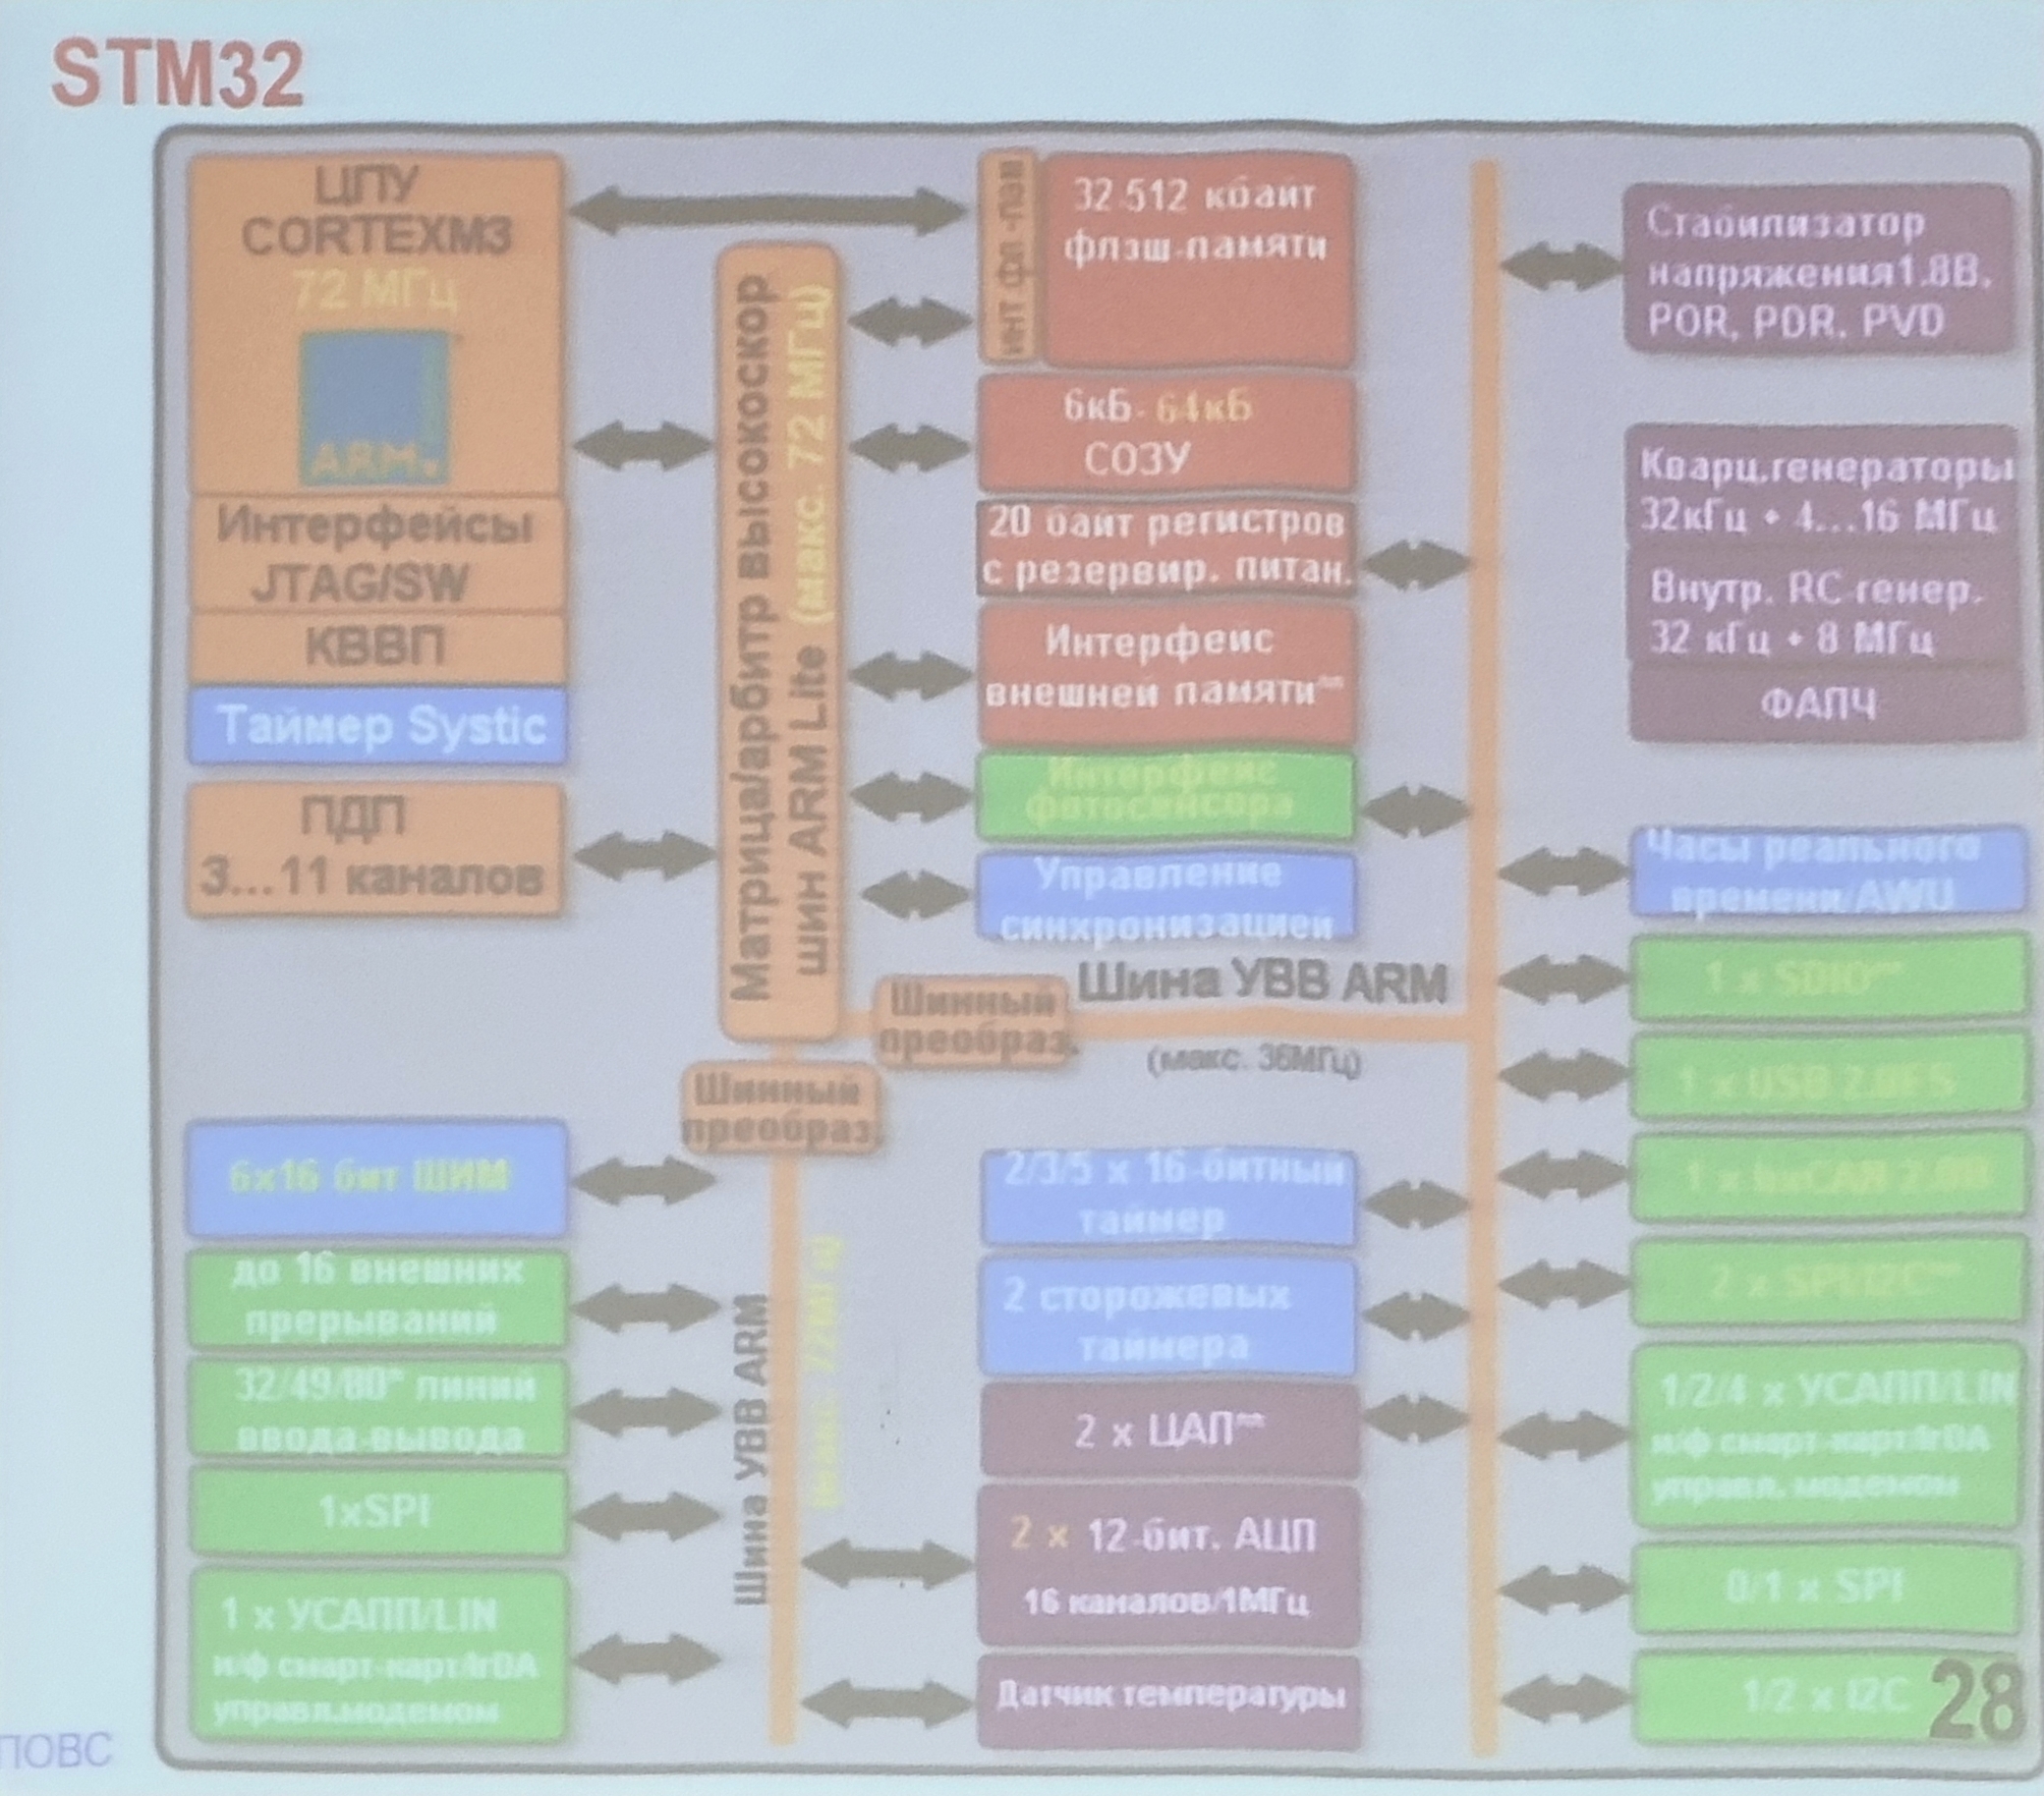 STM32
ЦПУ
CORTEXM3
72 МГц
ARM
Интерфейсы
JTAG/SW
КВВП
Таймер Systic
ПДП
3...11 каналов
Матрица/арбитр высокоскор
шин ARM Lite (макс. 72 МГц)
инт фл -пам
32-512 кбайт
флэш-памяти
6кБ- 64кБ
СОЗУ
20 байт регистров
с резервир. питан.
Интерфейс
внешней памяти**
Интерфейс
фотосенсора
Управление
синхронизацией
Шинный
преобраз.
Шина УВВ ARM
(макс. 36МГц)
Шинный
преобраз.
Шина УВВ ARM
(макс. 72МГц)
6x16 бит ШИМ
до 16 внешних
прерываний
32/49/80* линий
ввода-вывода
1xSPI
1 x УСАПП/LIN
и/ф смарт-карт/IrDA
управл.модемом
2/3/5 x 16-битный
таймер
2 сторожевых
таймера
2 x ЦАП**
2 x 12-бит. АЦП
16 каналов/1МГц
Датчик температуры
Стабилизатор
напряжения1.8В,
POR, PDR, PVD
Кварц.генераторы
32кГц + 4...16 МГц
Внутр. RC генер.
32 кГц + 8 МГц
ФАПЧ
Часы реального
времени/AWU
1 x SDIO**
1 x USB 2.0FS
1 x bxCAN 2.0B
2 x SPI/I2C**
1/2/4 x УСАПП/LIN
и/ф смарт-карт/IrDA
управл. модемом
0/1 x SPI
1/2 x I2C
28
ПОВС